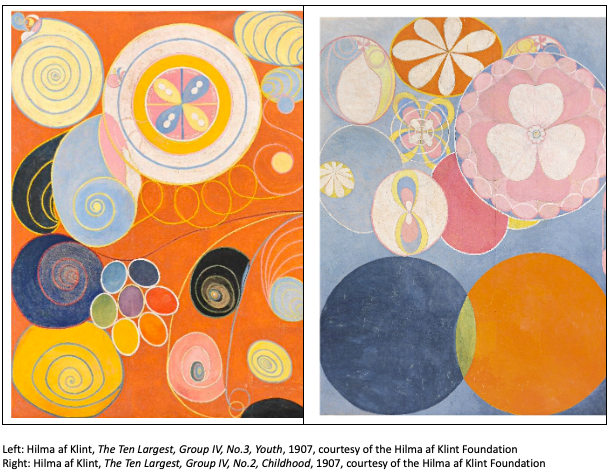 Left: Hilma af Klint, The Ten Largest, Group IV, No.3, Youth, 1907, courtesy of the Hilma af Klint Foundation
Right: Hilma af Klint, The Ten Largest, Group IV, No.2, Childhood, 1907, courtesy of the Hilma af Klint Foundation